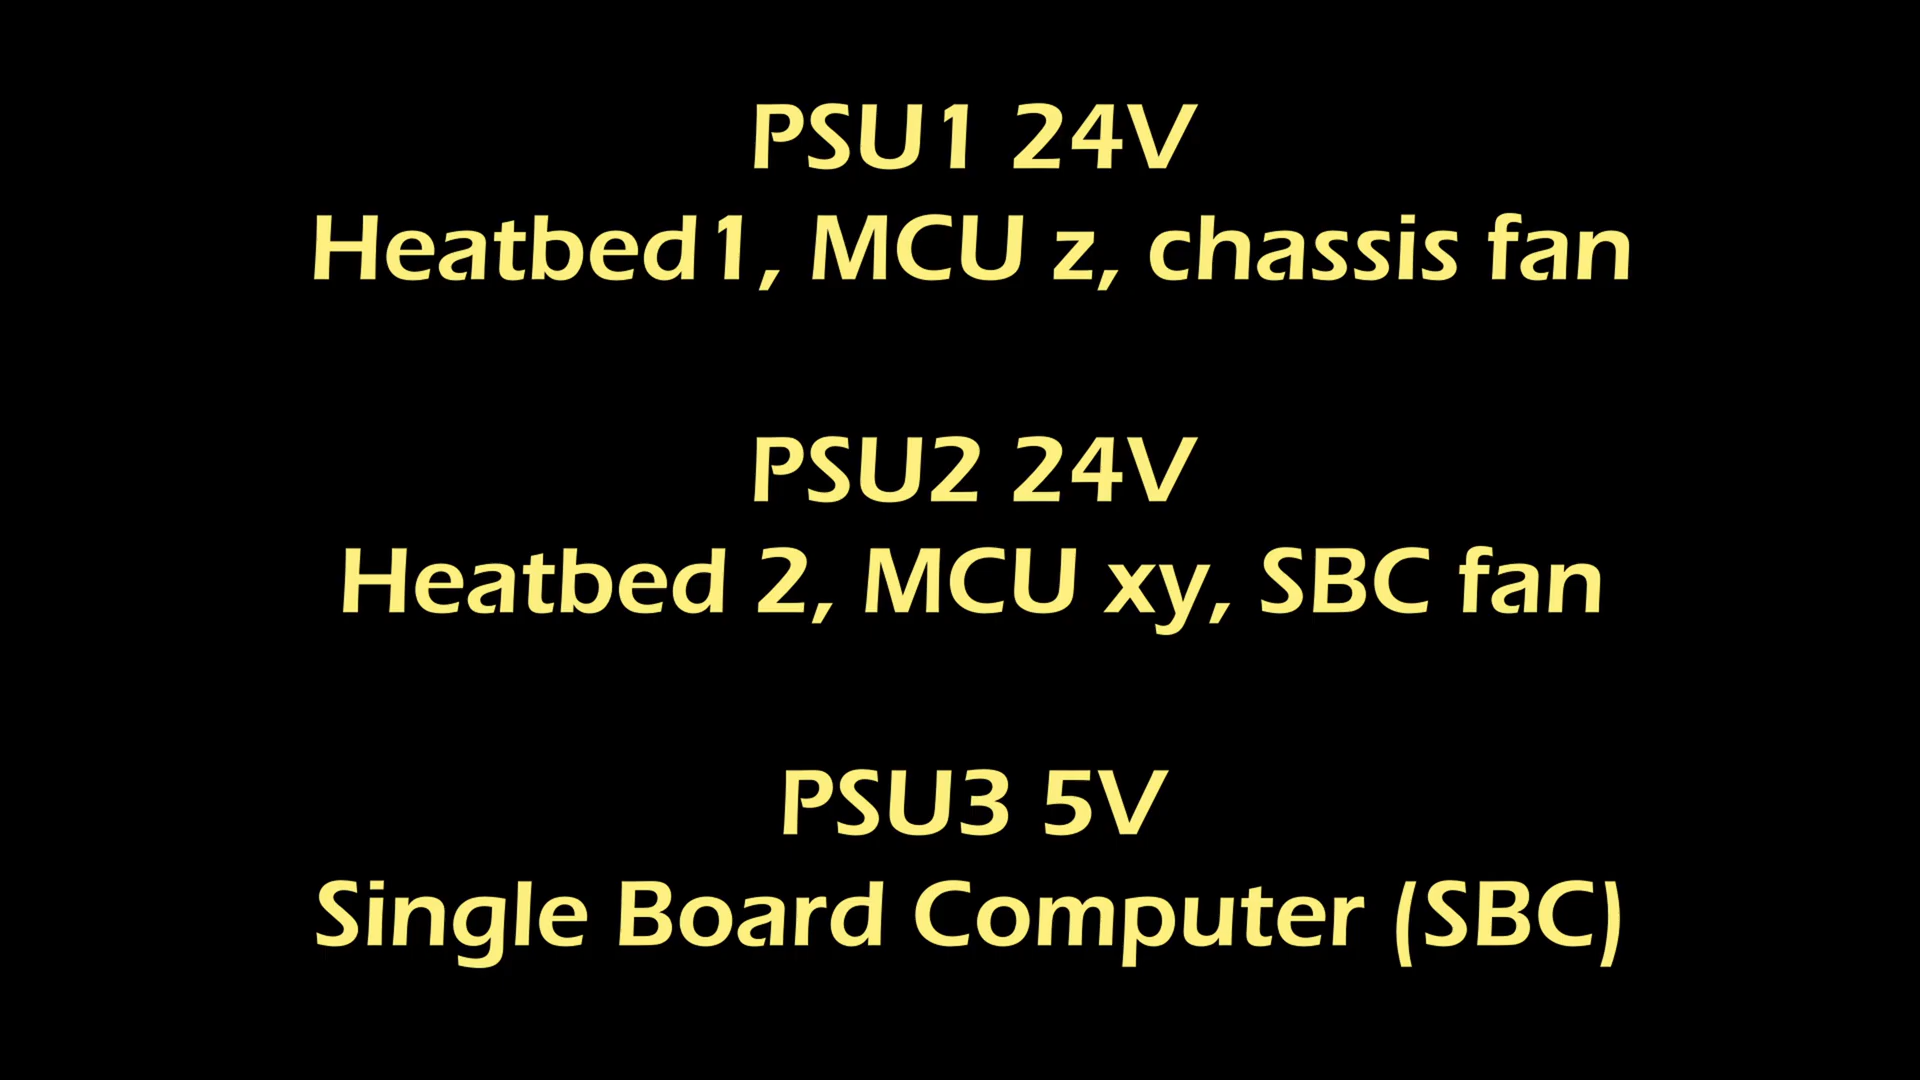 PSU1 24V
Heatbed1, MCU z, chassis fan
PSU2 24V
Heatbed 2, MCU xy, SBC fan
PSU3 5V
Single Board Computer (SBC)